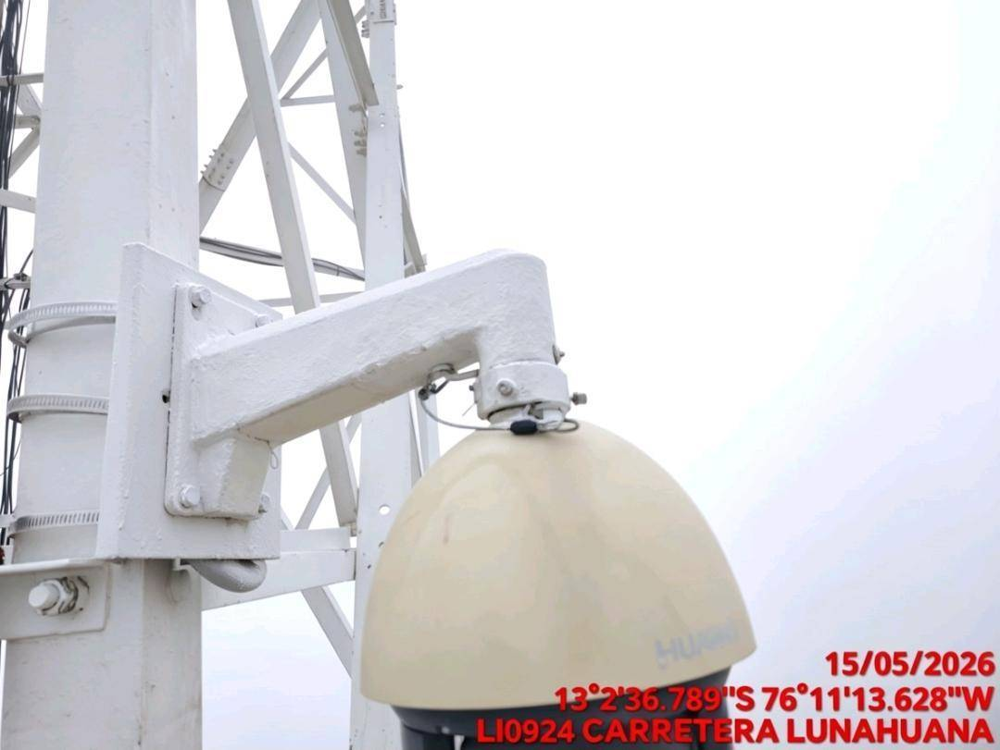 HUAWEI
15/05/2026
13°2'36.789"S 76°11'13.628"W
LI0924 CARRETERA LUNAHUANA